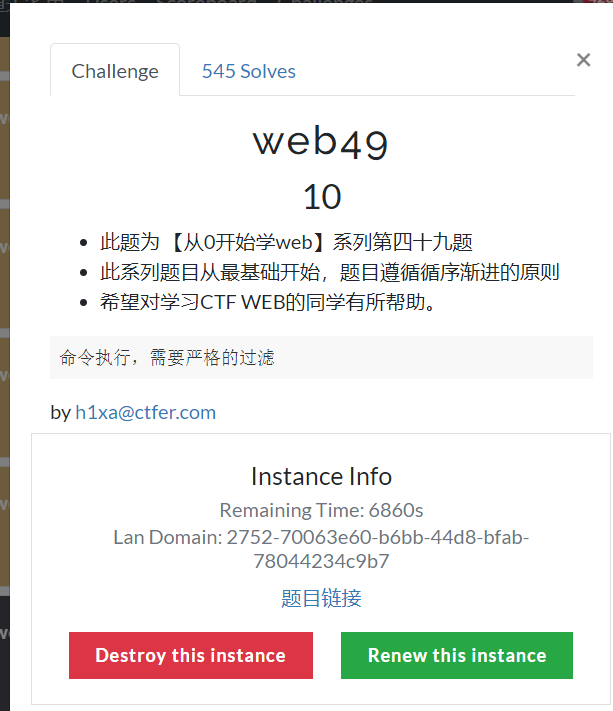 Users Scoreboard Challenges
Challenge
545 Solves
×
web49
10
此题为 【从0开始学web】系列第四十九题
此系列题目从最基础开始，题目遵循循序渐进的原则
希望对学习CTF WEB的同学有所帮助。
命令执行，需要严格的过滤
by h1xa@ctfer.com
Instance Info
Remaining Time: 6860s
Lan Domain: 2752-70063e60-b6bb-44d8-bfab-
78044234c9b7
题目链接
Destroy this instance
Renew this instance